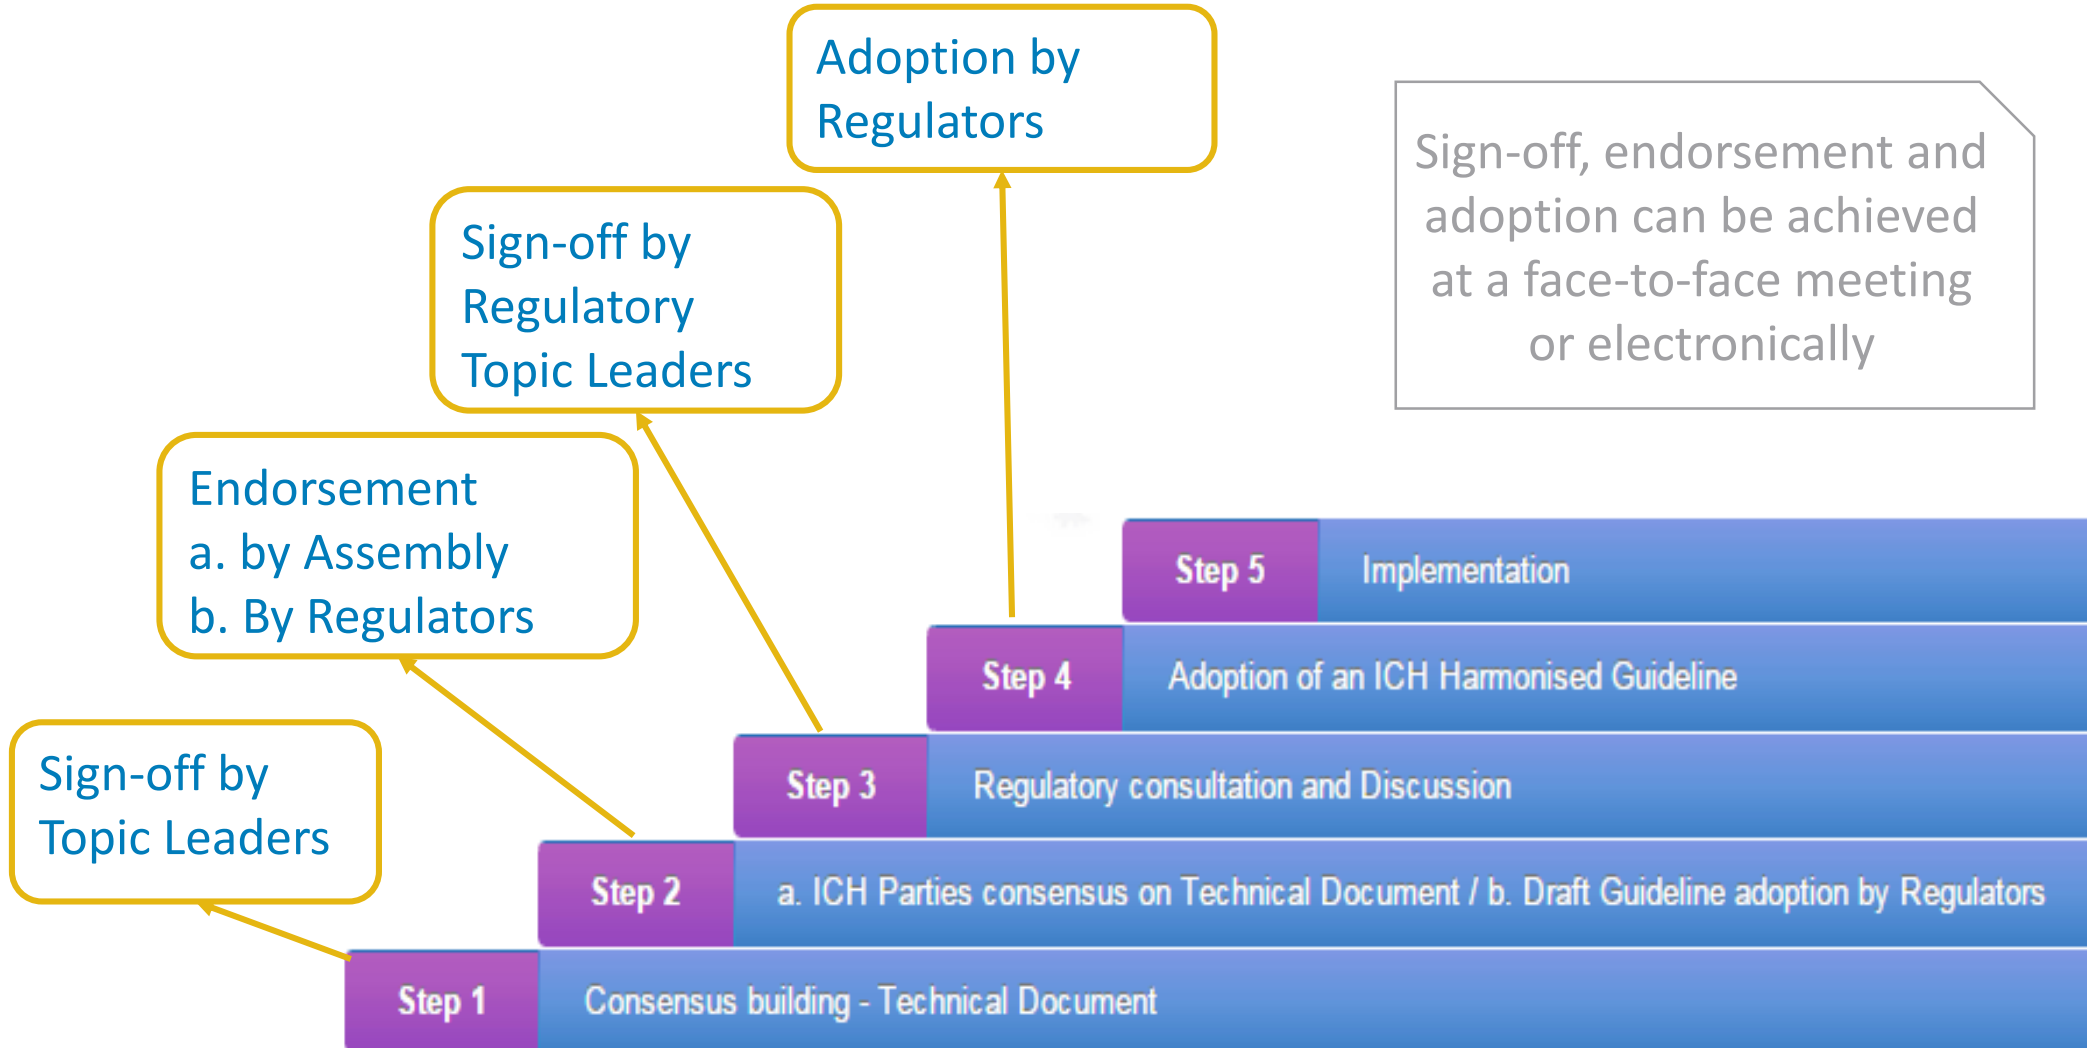 Adoption by
Regulators
Sign-off, endorsement and
adoption can be achieved
at a face-to-face meeting
or electronically
Sign-off by
Regulatory
Topic Leaders
Endorsement
a. by Assembly
b. By Regulators
Sign-off by
Topic Leaders
Step 5 Implementation
Step 4 Adoption of an ICH Harmonised Guideline
Step 3 Regulatory consultation and Discussion
Step 2 a. ICH Parties consensus on Technical Document / b. Draft Guideline adoption by Regulators
Step 1 Consensus building - Technical Document